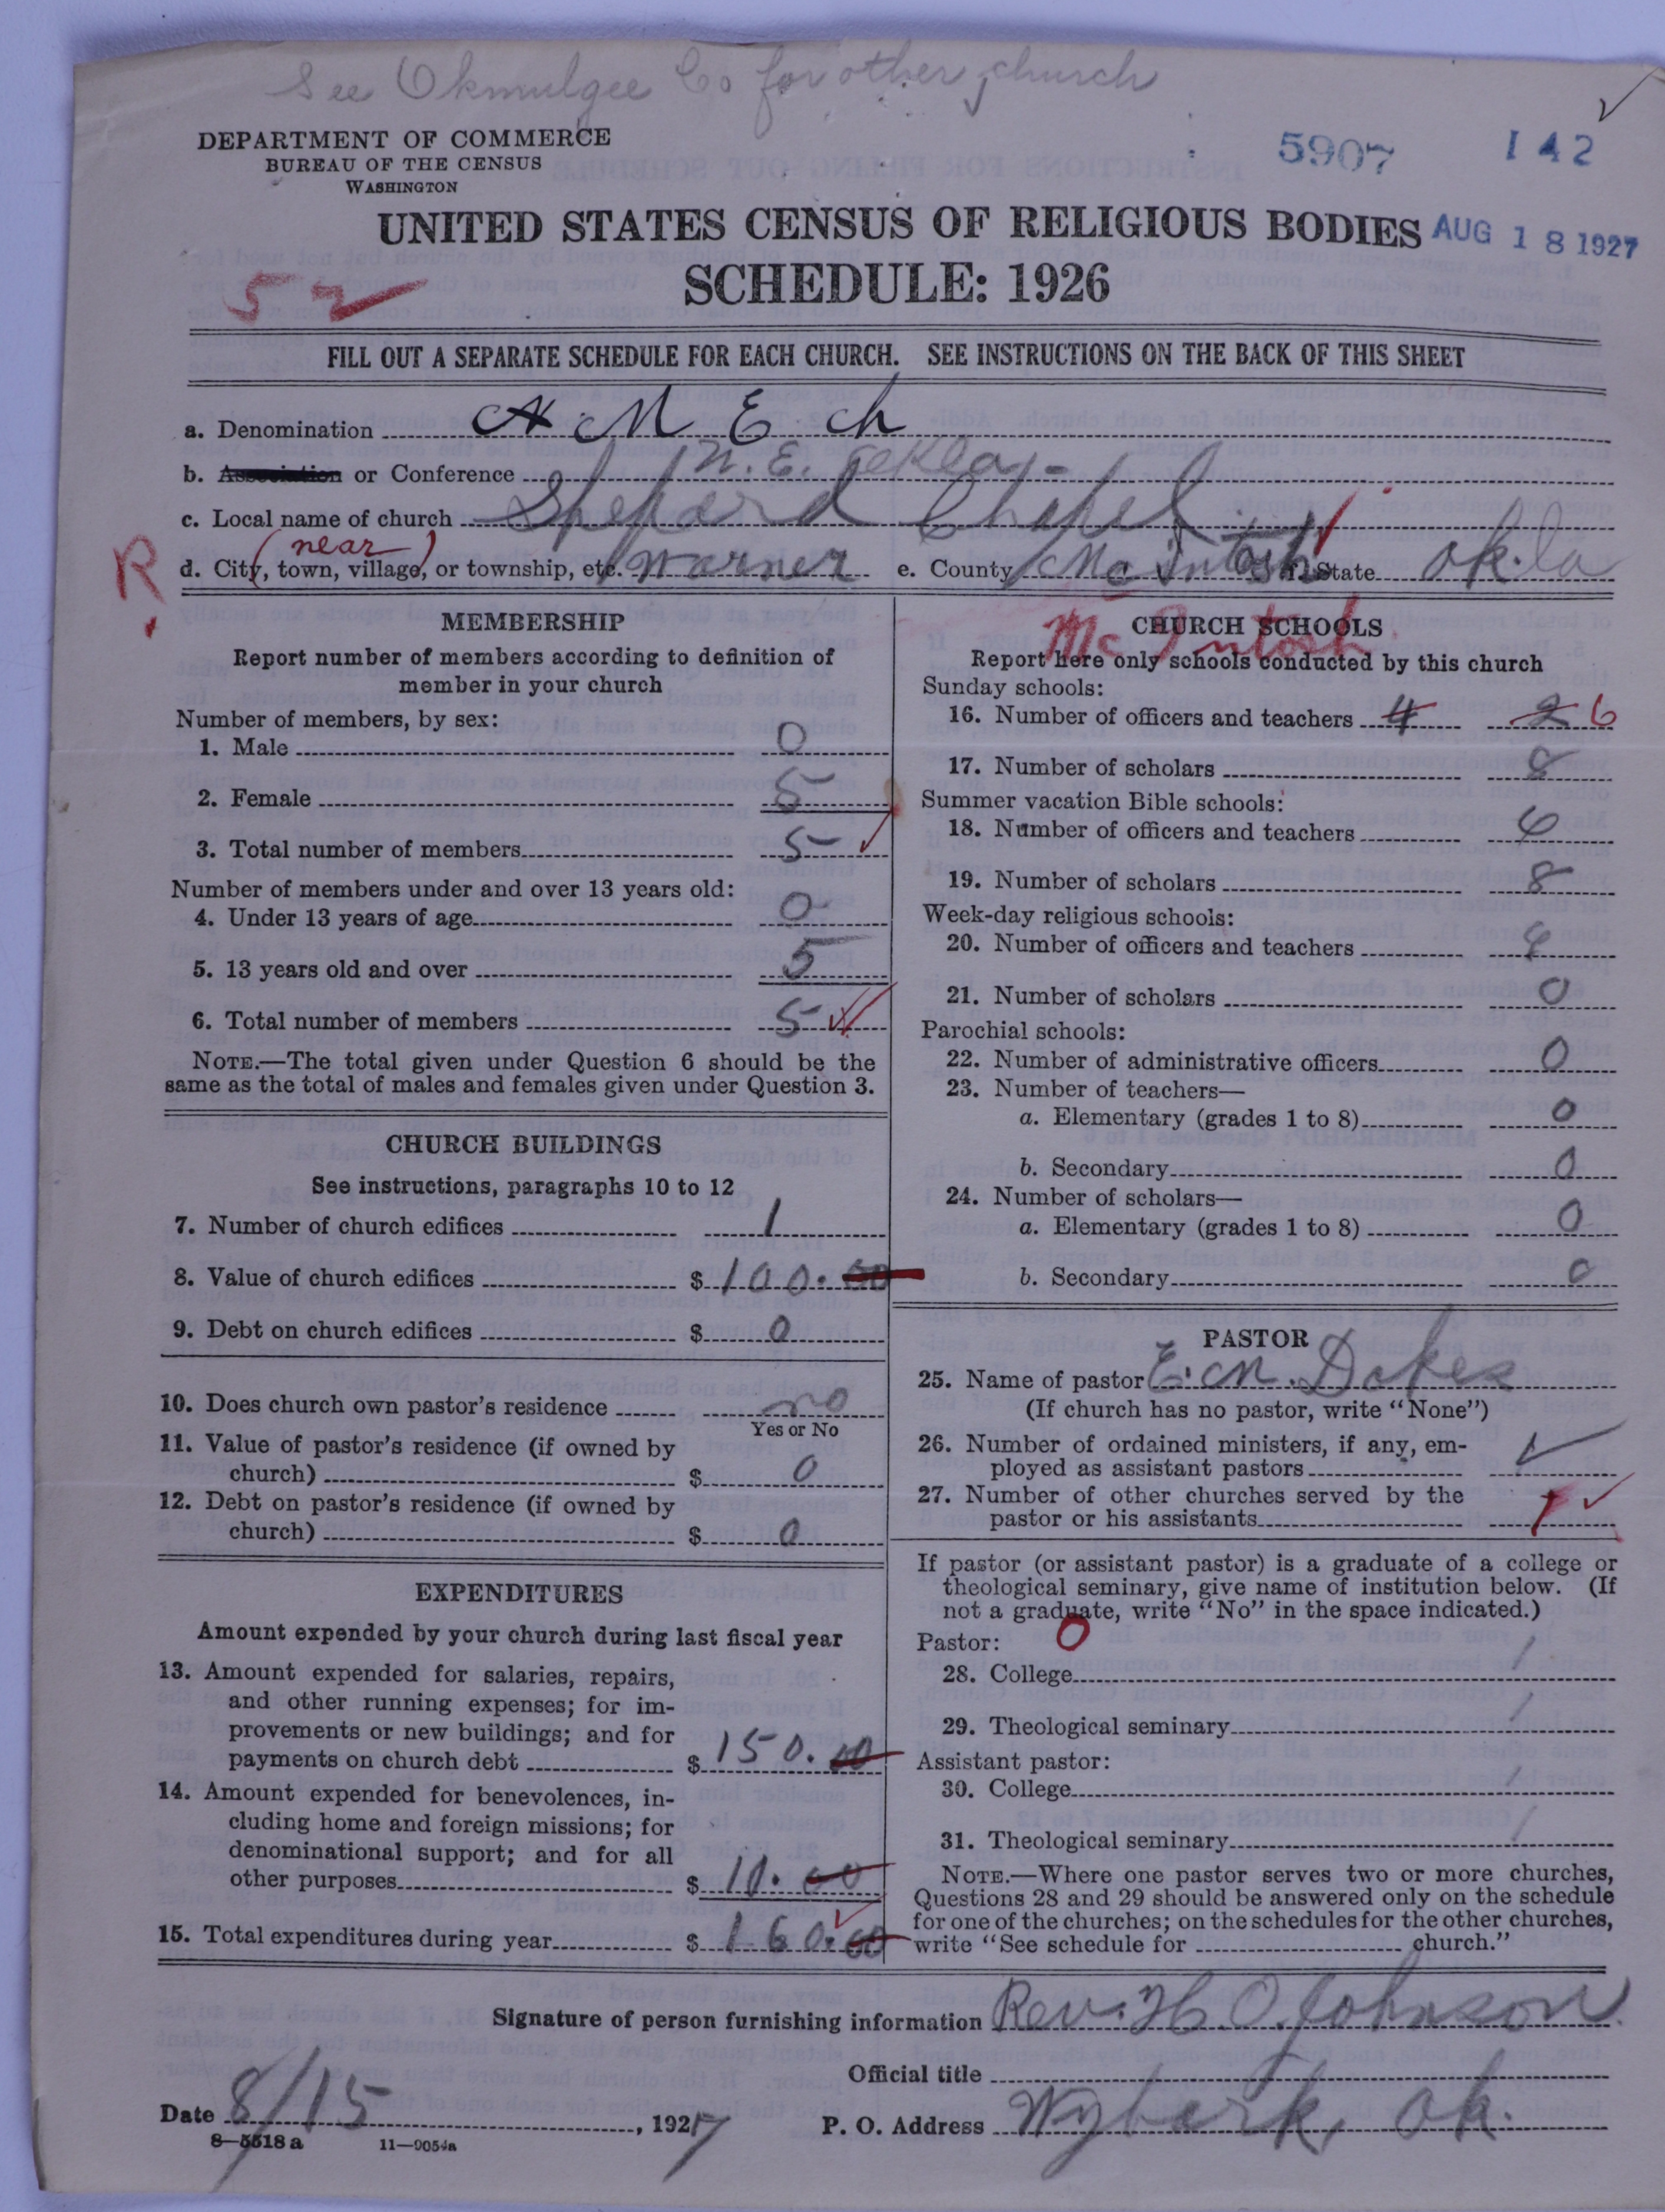 See Okmulgee Co for other church
DEPARTMENT OF COMMERCE
BUREAU OF THE CENSUS
WASHINGTON
5907 142
UNITED STATES CENSUS OF RELIGIOUS BODIES
AUG 18 1927
SCHEDULE: 1926
52
FILL OUT A SEPARATE SCHEDULE FOR EACH CHURCH. SEE INSTRUCTIONS ON THE BACK OF THIS SHEET
a. Denomination A M E ch
b. Association or Conference N. E. Okla.
c. Local name of church Shepard Chapel
R. (near)
d. City, town, village, or township, etc. Warner e. County McIntosh f. State Okla
McIntosh
MEMBERSHIP
Report number of members according to definition of
member in your church
Number of members, by sex:
1. Male 0
2. Female 5
3. Total number of members 5
Number of members under and over 13 years old:
4. Under 13 years of age 0
5. 13 years old and over 5
6. Total number of members 5
NOTE.—The total given under Question 6 should be the
same as the total of males and females given under Question 3.
CHURCH BUILDINGS
See instructions, paragraphs 10 to 12
7. Number of church edifices 1
8. Value of church edifices $ 100.00
9. Debt on church edifices $ 0
10. Does church own pastor's residence no
Yes or No
11. Value of pastor's residence (if owned by
church) $ 0
12. Debt on pastor's residence (if owned by
church) $ 0
EXPENDITURES
Amount expended by your church during last fiscal year
13. Amount expended for salaries, repairs,
and other running expenses; for im-
provements or new buildings; and for
payments on church debt $ 150.00
14. Amount expended for benevolences, in-
cluding home and foreign missions; for
denominational support; and for all
other purposes $ 10.00
15. Total expenditures during year $ 160.00
CHURCH SCHOOLS
Report here only schools conducted by this church
Sunday schools:
16. Number of officers and teachers 4 2 6
17. Number of scholars 8
Summer vacation Bible schools:
18. Number of officers and teachers 6
19. Number of scholars 8
Week-day religious schools:
20. Number of officers and teachers 8
21. Number of scholars 0
Parochial schools:
22. Number of administrative officers 0
23. Number of teachers—
a. Elementary (grades 1 to 8) 0
b. Secondary 0
24. Number of scholars—
a. Elementary (grades 1 to 8) 0
b. Secondary 0
PASTOR
25. Name of pastor E. M. Dokes
(If church has no pastor, write "None")
26. Number of ordained ministers, if any, em-
ployed as assistant pastors
27. Number of other churches served by the
pastor or his assistants 1
If pastor (or assistant pastor) is a graduate of a college or
theological seminary, give name of institution below. (If
not a graduate, write "No" in the space indicated.)
Pastor: 0
28. College
29. Theological seminary
Assistant pastor:
30. College
31. Theological seminary
NOTE.—Where one pastor serves two or more churches,
Questions 28 and 29 should be answered only on the schedule
for one of the churches; on the schedules for the other churches,
write "See schedule for church."
Signature of person furnishing information Rev. H. O. Johnson
Official title
Date 8/15, 1927 P. O. Address Wybark, Ok.
8—5518 a 11—9054a